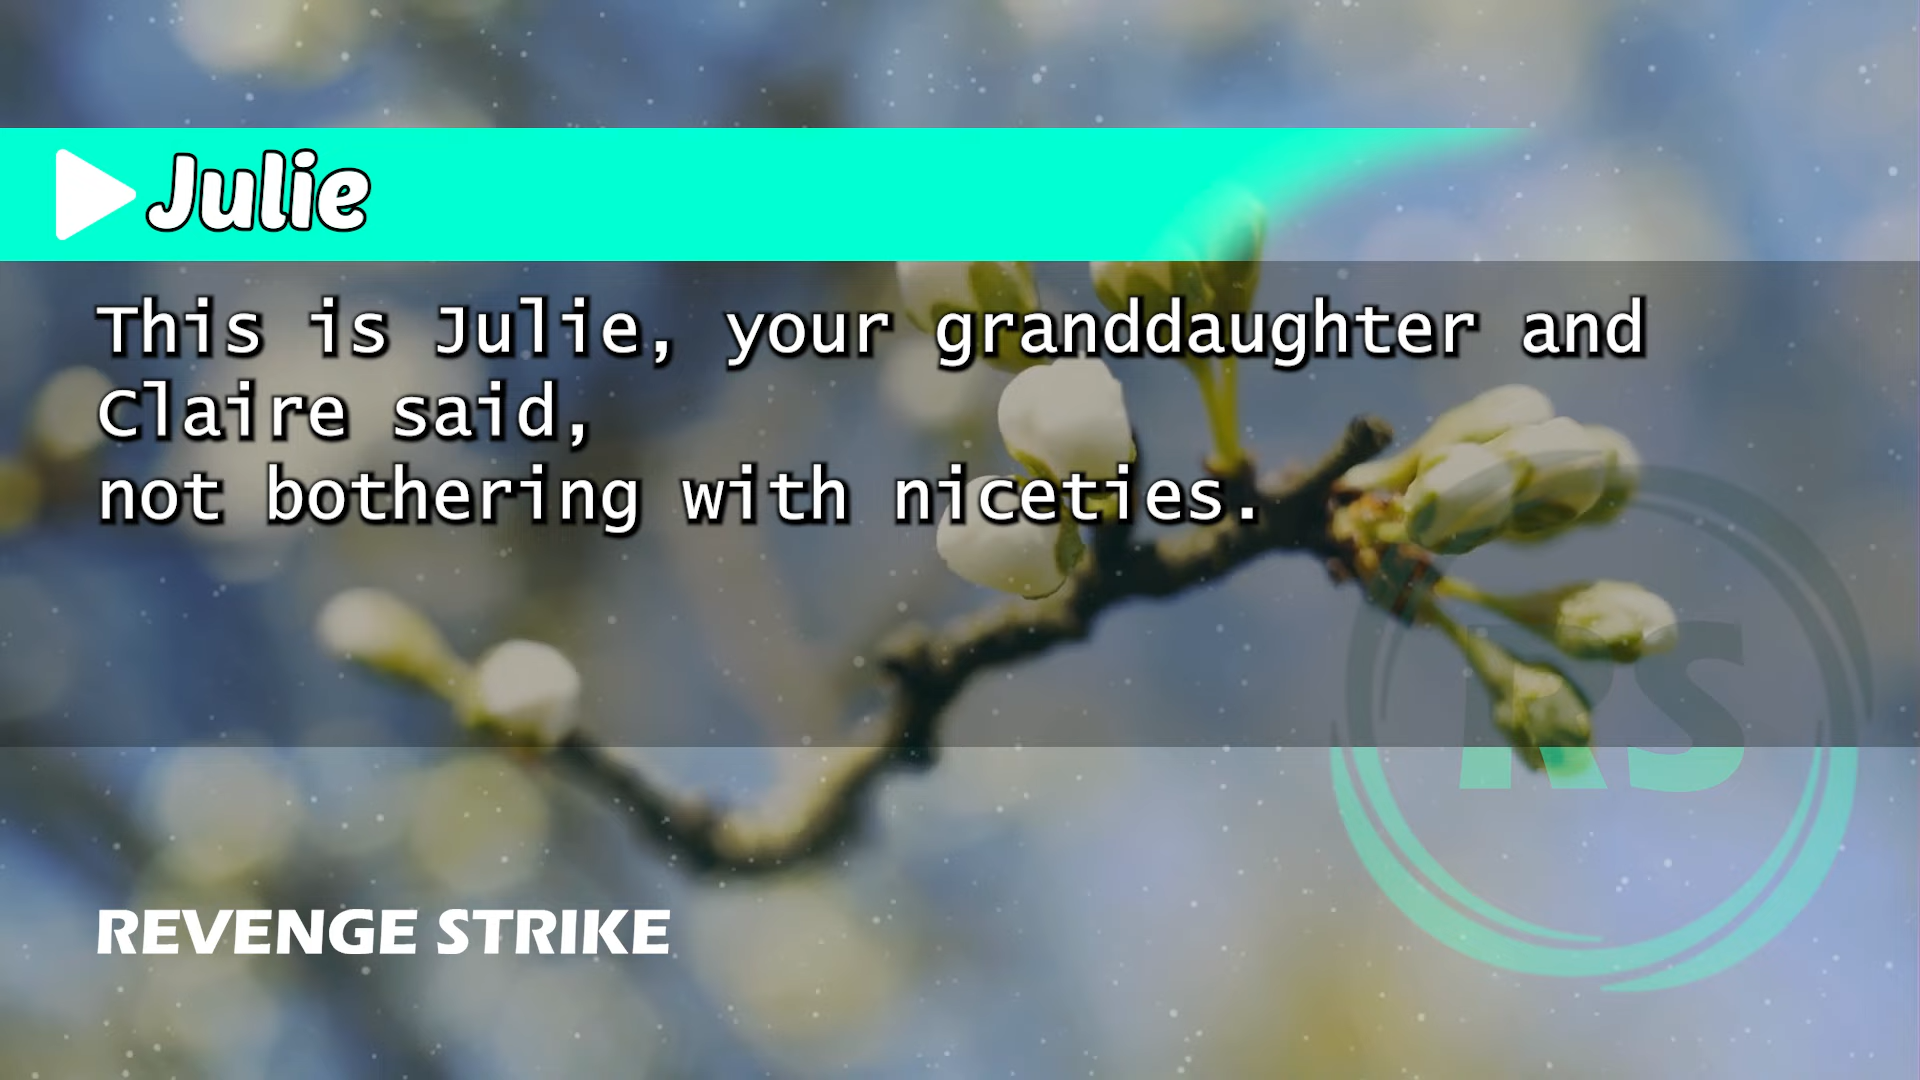 Julie
This is Julie, your granddaughter and
Claire said,
not bothering with niceties.
RS
REVENGE STRIKE